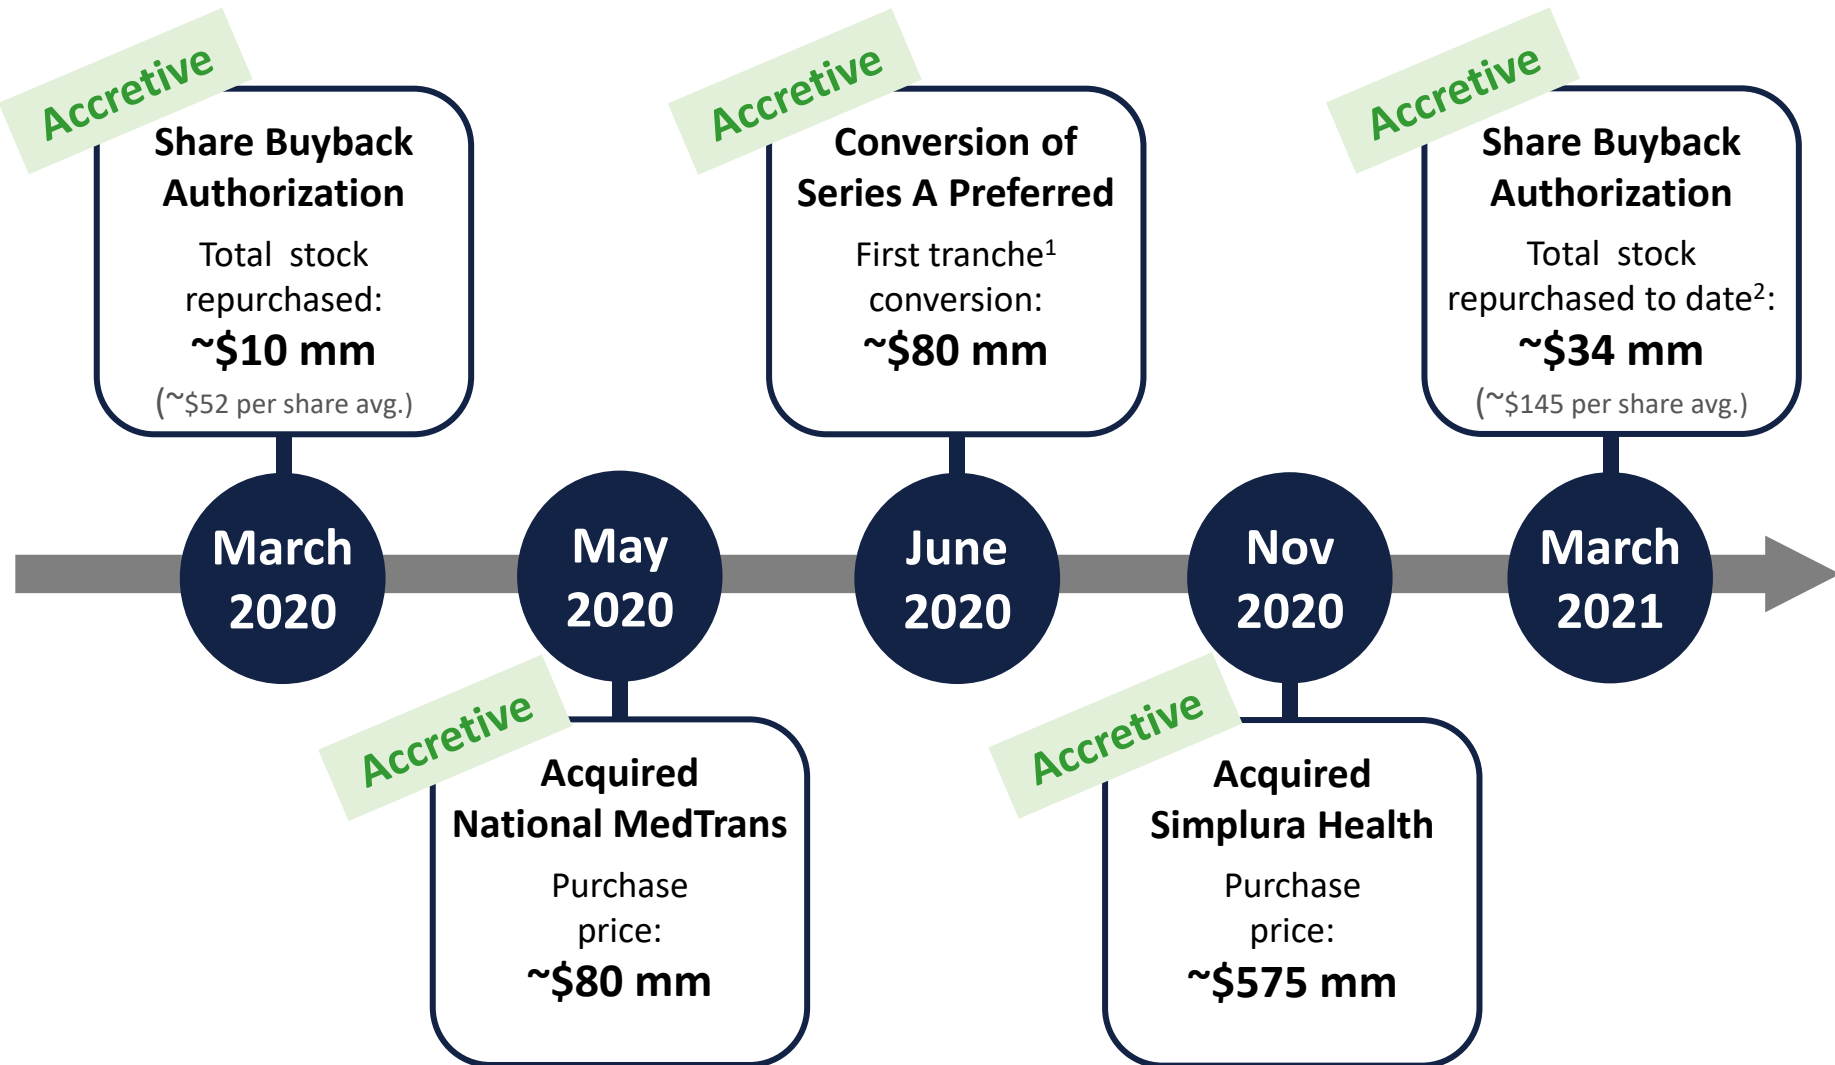 Accretive
Share Buyback
Authorization
Total stock
repurchased:
~$10 mm
(~$52 per share avg.)
March
2020
Accretive
Acquired
National MedTrans
Purchase
price:
~$80 mm
May
2020
Accretive
Conversion of
Series A Preferred
First tranche¹
conversion:
~$80 mm
June
2020
Accretive
Acquired
Simplura Health
Purchase
price:
~$575 mm
Nov
2020
Accretive
Share Buyback
Authorization
Total stock
repurchased to date²:
~$34 mm
(~$145 per share avg.)
March
2021